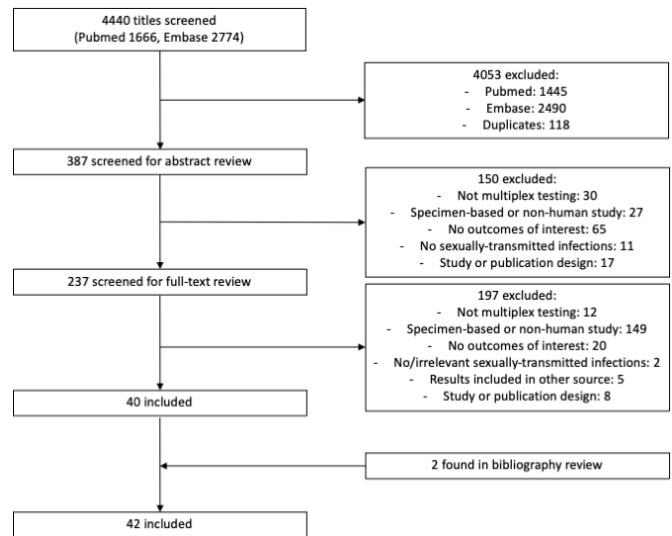 4440 titles screened
(Pubmed 1666, Embase 2774)
4053 excluded:
- Pubmed: 1445
- Embase: 2490
- Duplicates: 118
387 screened for abstract review
150 excluded:
- Not multiplex testing: 30
- Specimen-based or non-human study: 27
- No outcomes of interest: 65
- No sexually-transmitted infections: 11
- Study or publication design: 17
237 screened for full-text review
197 excluded:
- Not multiplex testing: 12
- Specimen-based or non-human study: 149
- No outcomes of interest: 20
- No/irrelevant sexually-transmitted infections: 2
- Results included in other source: 5
- Study or publication design: 8
40 included
2 found in bibliography review
42 included